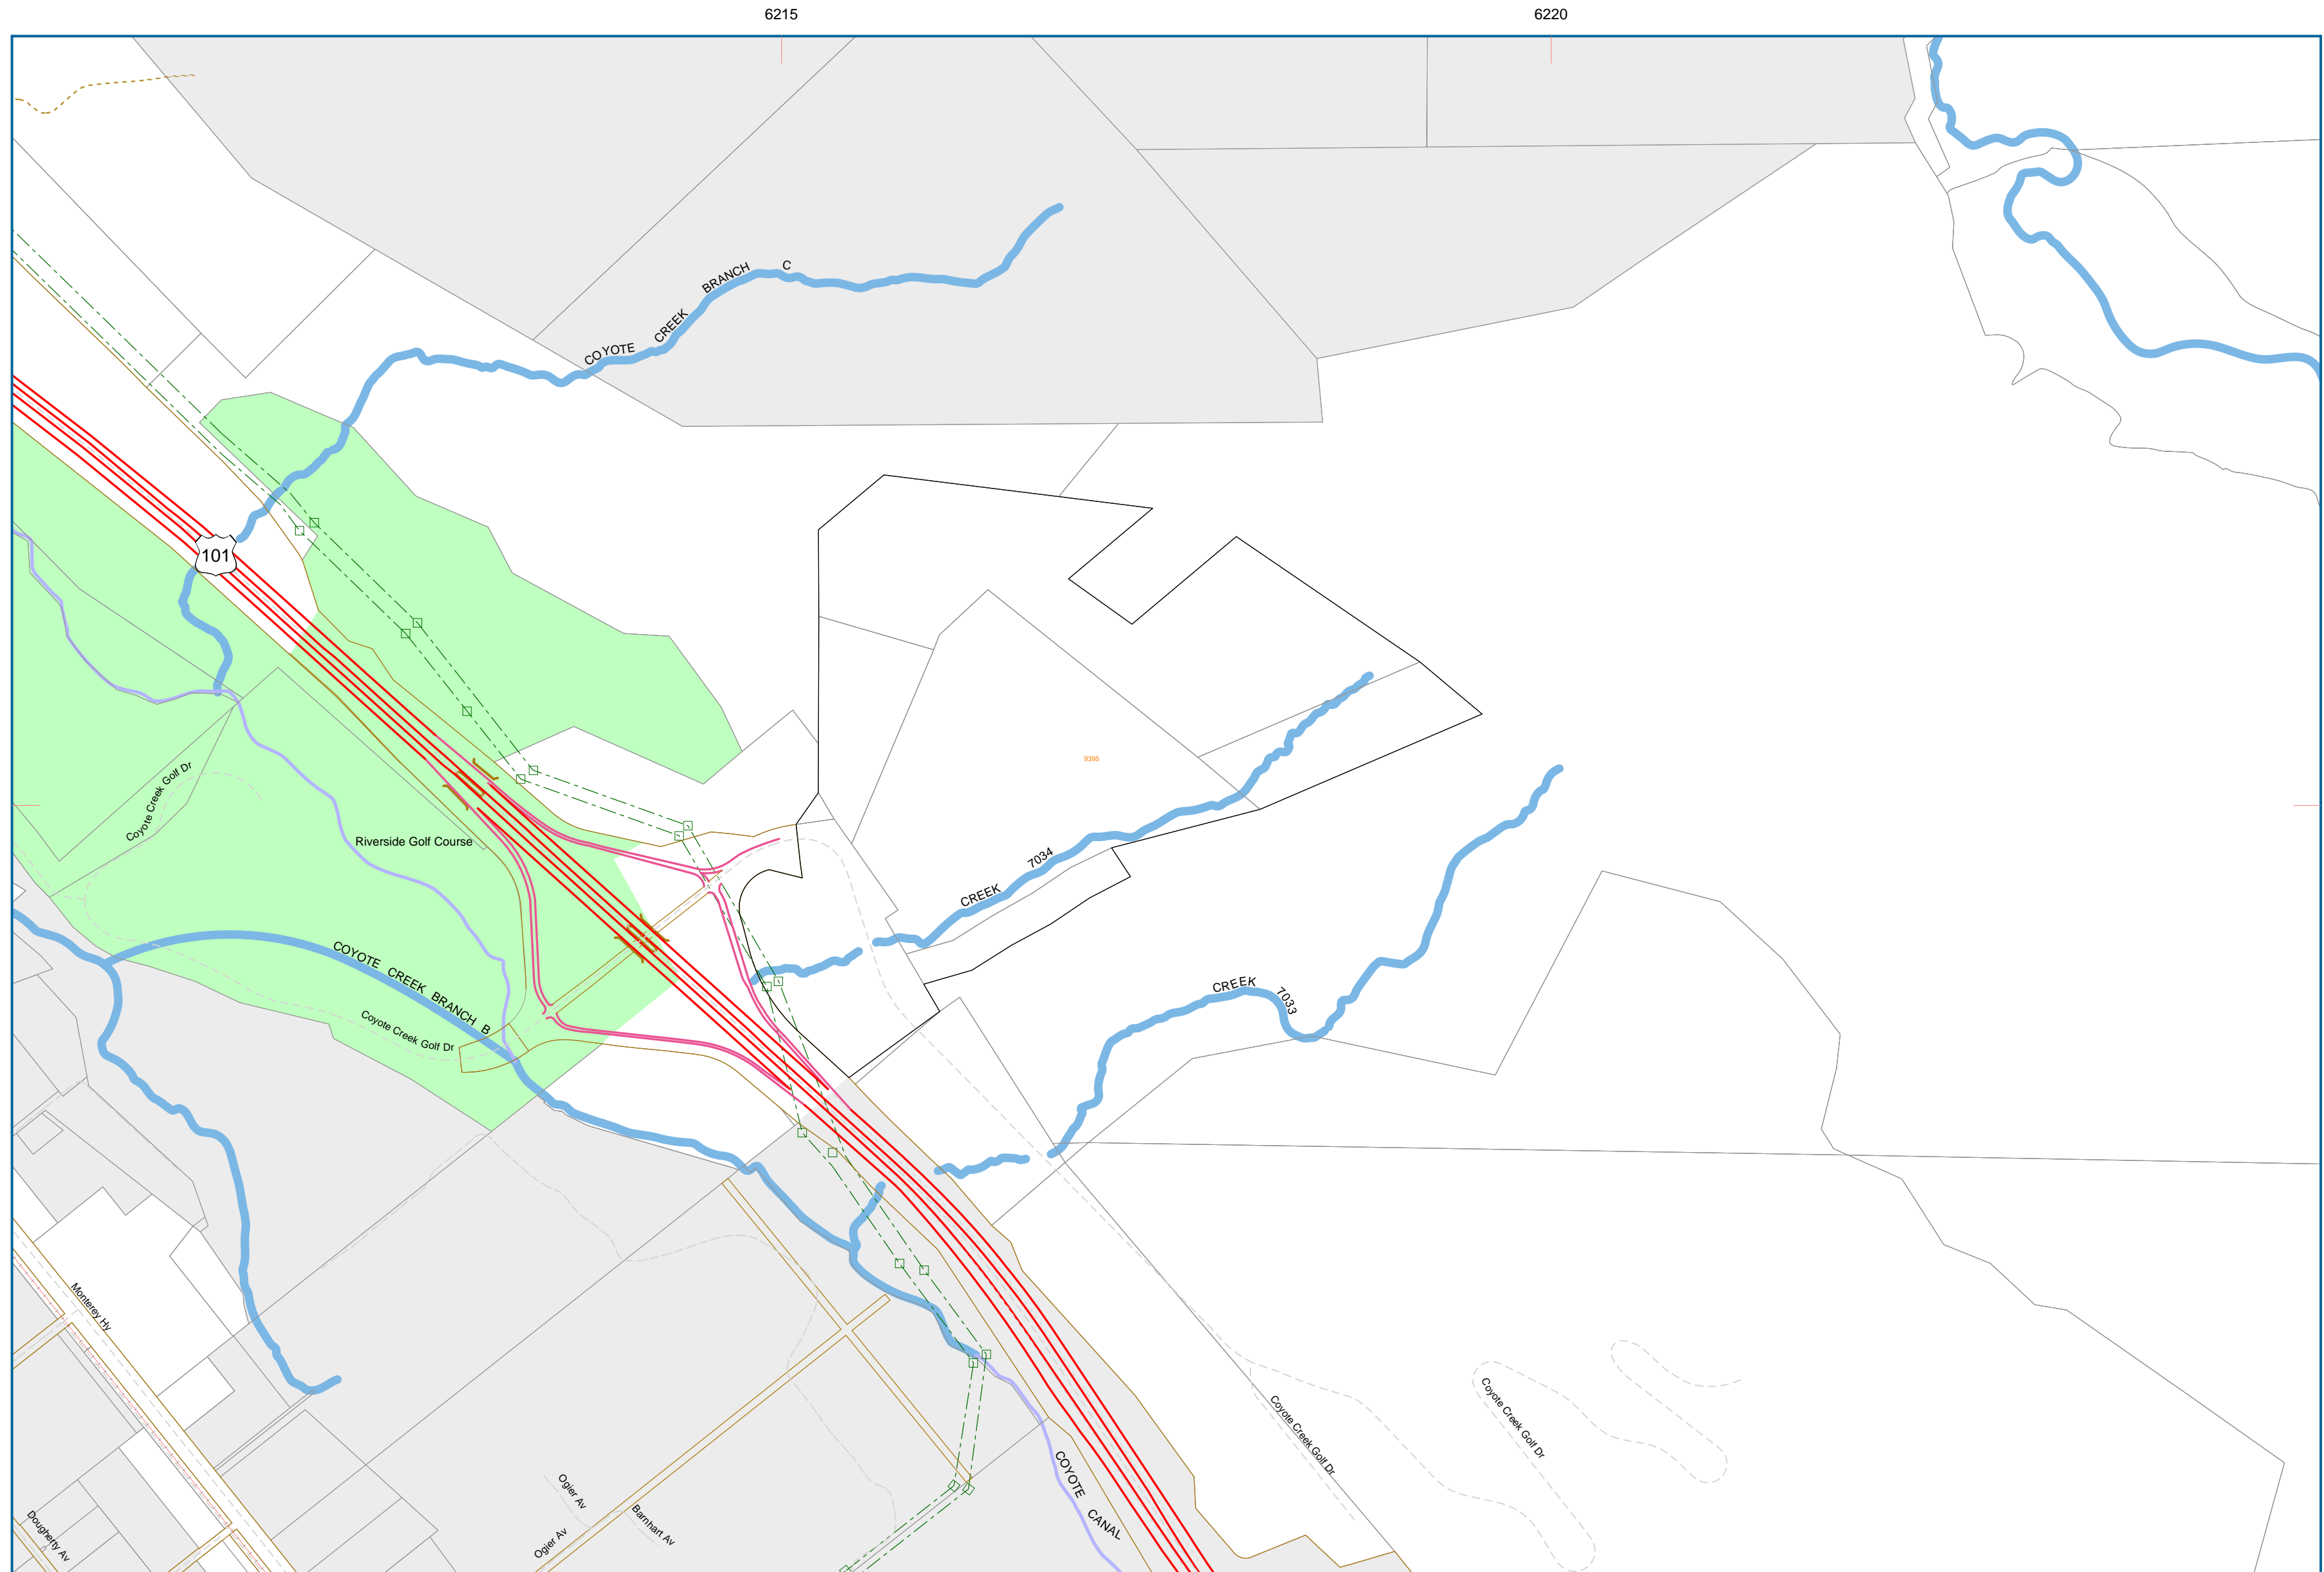 6215
6220
COYOTE CREEK BRANCH C
101
Coyote Creek Golf Dr
Riverside Golf Course
9395
CREEK 7034
COYOTE CREEK BRANCH B
Coyote Creek Golf Dr
CREEK 7033
Monterey Hy
Coyote Creek Golf Dr
Coyote Creek Golf Dr
Ogier Av
Ogier Av
Barnhart Av
COYOTE CANAL
Dougherty Av